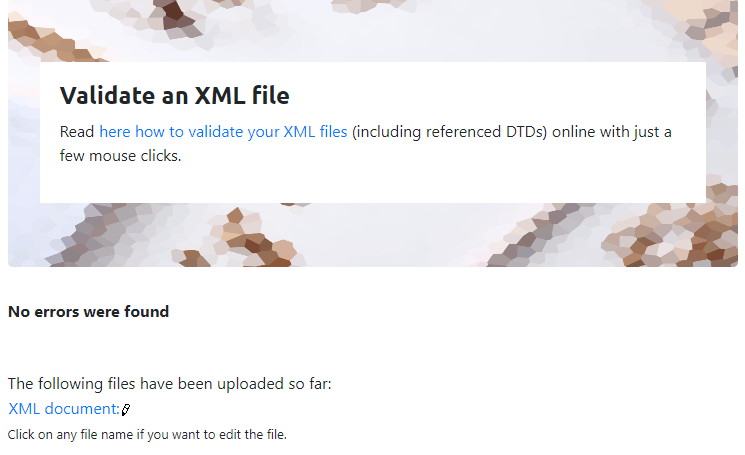 Validate an XML file
Read here how to validate your XML files (including referenced DTDs) online with just a
few mouse clicks.
No errors were found
The following files have been uploaded so far:
XML document:
Click on any file name if you want to edit the file.